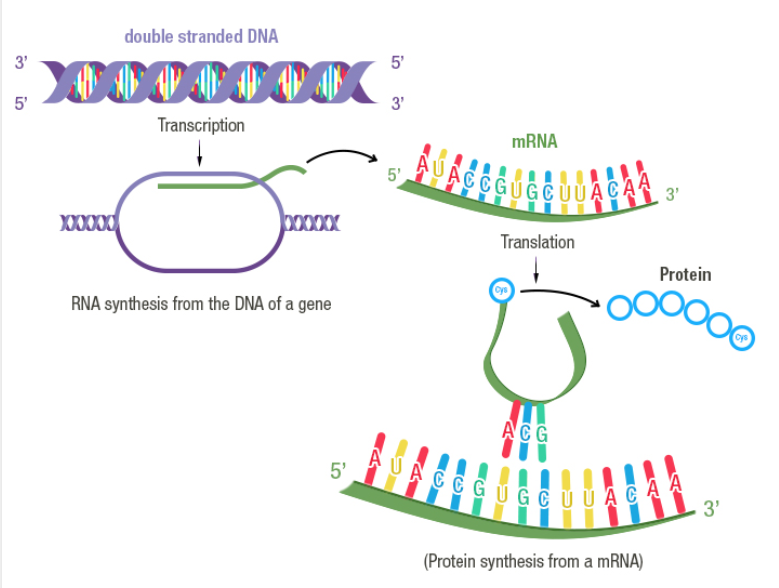 double stranded DNA
3' 5'
5' 3'
Transcription
mRNA
5' A U A C C G U G C U U A C A A 3'
Translation
RNA synthesis from the DNA of a gene
Cys
Protein
Cys
A C G
5' A U A C C G U G C U U A C A A 3'
(Protein synthesis from a mRNA)